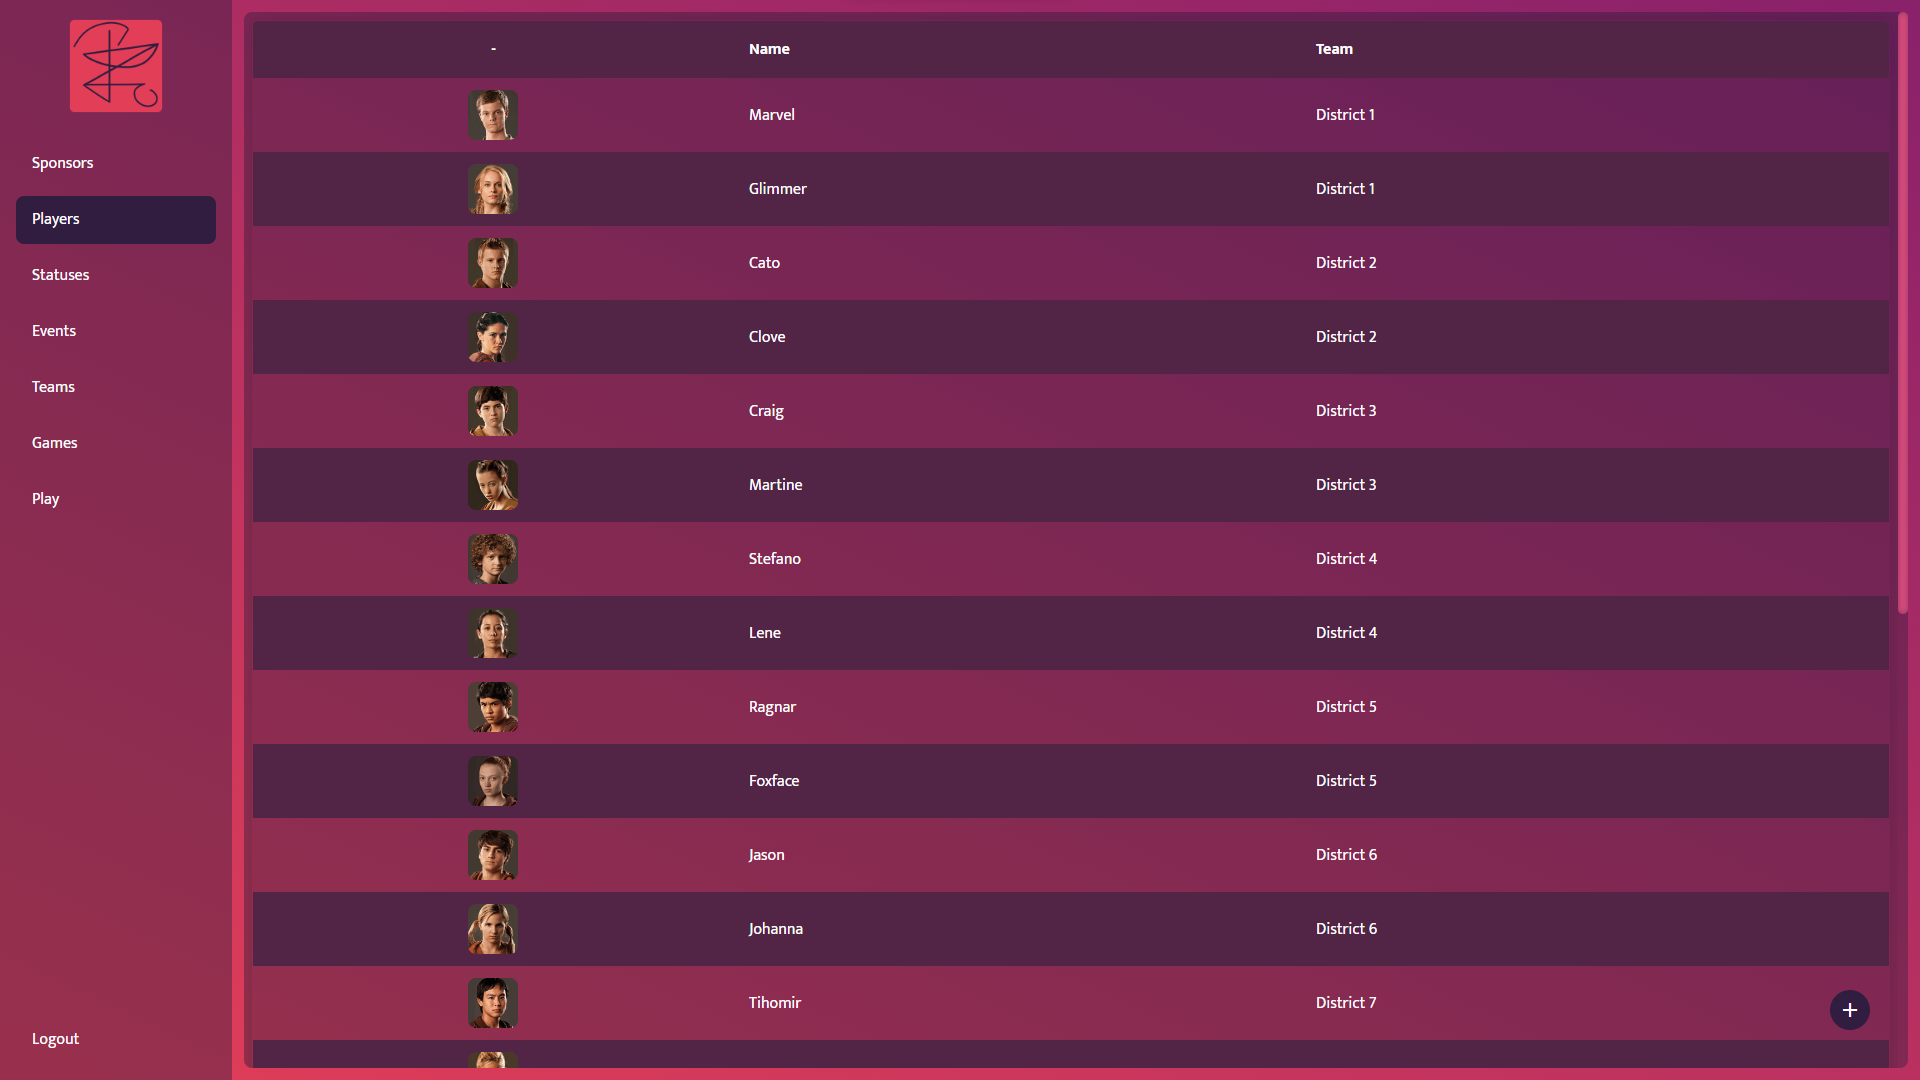 Sponsors
Players
Statuses
Events
Teams
Games
Play
Logout
- Name Team
Marvel District 1
Glimmer District 1
Cato District 2
Clove District 2
Craig District 3
Martine District 3
Stefano District 4
Lene District 4
Ragnar District 5
Foxface District 5
Jason District 6
Johanna District 6
Tihomir District 7
+